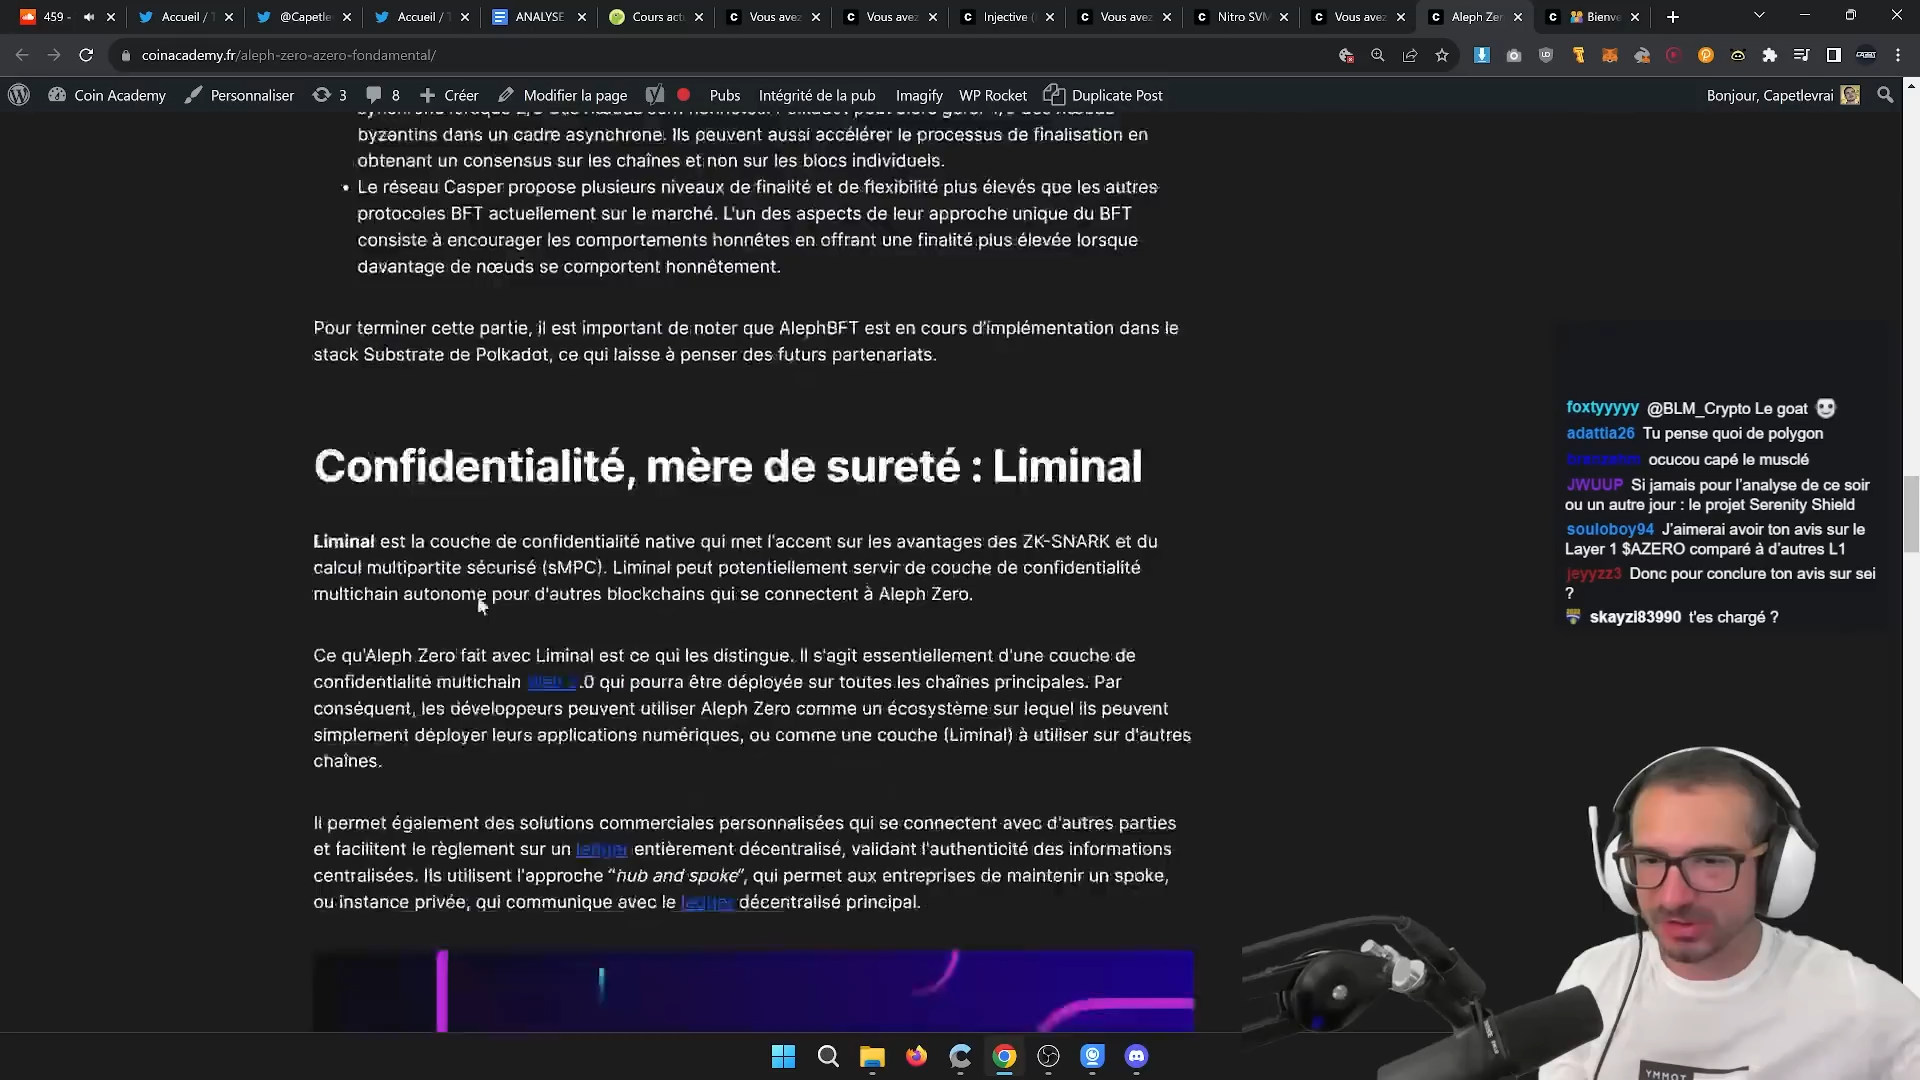 459 -
Accueil / T
@Capetle
Accueil / T
ANALYSE
Cours act
Vous avez
Vous avez
Injective (
Vous avez
Nitro SVM
Vous avez
Aleph Zer
Bienve
coinacademy.fr/aleph-zero-azero-fondamental/
Coin Academy
Personnaliser
3
8
Créer
Modifier la page
Pubs
Intégrité de la pub
Imagify
WP Rocket
Duplicate Post
Bonjour, Capetlevrai
byzantins dans un cadre asynchrone. Ils peuvent aussi accélérer le processus de finalisation en
obtenant un consensus sur les chaînes et non sur les blocs individuels.
• Le réseau Casper propose plusieurs niveaux de finalité et de flexibilité plus élevés que les autres
protocoles BFT actuellement sur le marché. L'un des aspects de leur approche unique du BFT
consiste à encourager les comportements honnêtes en offrant une finalité plus élevée lorsque
davantage de nœuds se comportent honnêtement.
Pour terminer cette partie, il est important de noter que AlephBFT est en cours d'implémentation dans le
stack Substrate de Polkadot, ce qui laisse à penser des futurs partenariats.
Confidentialité, mère de sureté : Liminal
Liminal est la couche de confidentialité native qui met l'accent sur les avantages des ZK-SNARK et du
calcul multipartite sécurisé (sMPC). Liminal peut potentiellement servir de couche de confidentialité
multichain autonome pour d'autres blockchains qui se connectent à Aleph Zero.
Ce qu'Aleph Zero fait avec Liminal est ce qui les distingue. Il s'agit essentiellement d'une couche de
confidentialité multichain .0 qui pourra être déployée sur toutes les chaînes principales. Par
conséquent, les développeurs peuvent utiliser Aleph Zero comme un écosystème sur lequel ils peuvent
simplement déployer leurs applications numériques, ou comme une couche (Liminal) à utiliser sur d'autres
chaînes.
Il permet également des solutions commerciales personnalisées qui se connectent avec d'autres parties
et facilitent le règlement sur un ledger entièrement décentralisé, validant l'authenticité des informations
centralisées. Ils utilisent l'approche “hub and spoke”, qui permet aux entreprises de maintenir un spoke,
ou instance privée, qui communique avec le ledger décentralisé principal.
foxtyyyyy @BLM_Crypto Le goat
adattia26 Tu pense quoi de polygon
ocucou capé le musclé
JWUUP Si jamais pour l'analyse de ce soir
ou un autre jour : le projet Serenity Shield
souloboy94 J'aimerai avoir ton avis sur le
Layer 1 $AZERO comparé à d'autres L1
jeyyzz3 Donc pour conclure ton avis sur sei
?
skayzi83990 t'es chargé ?
YMMOT